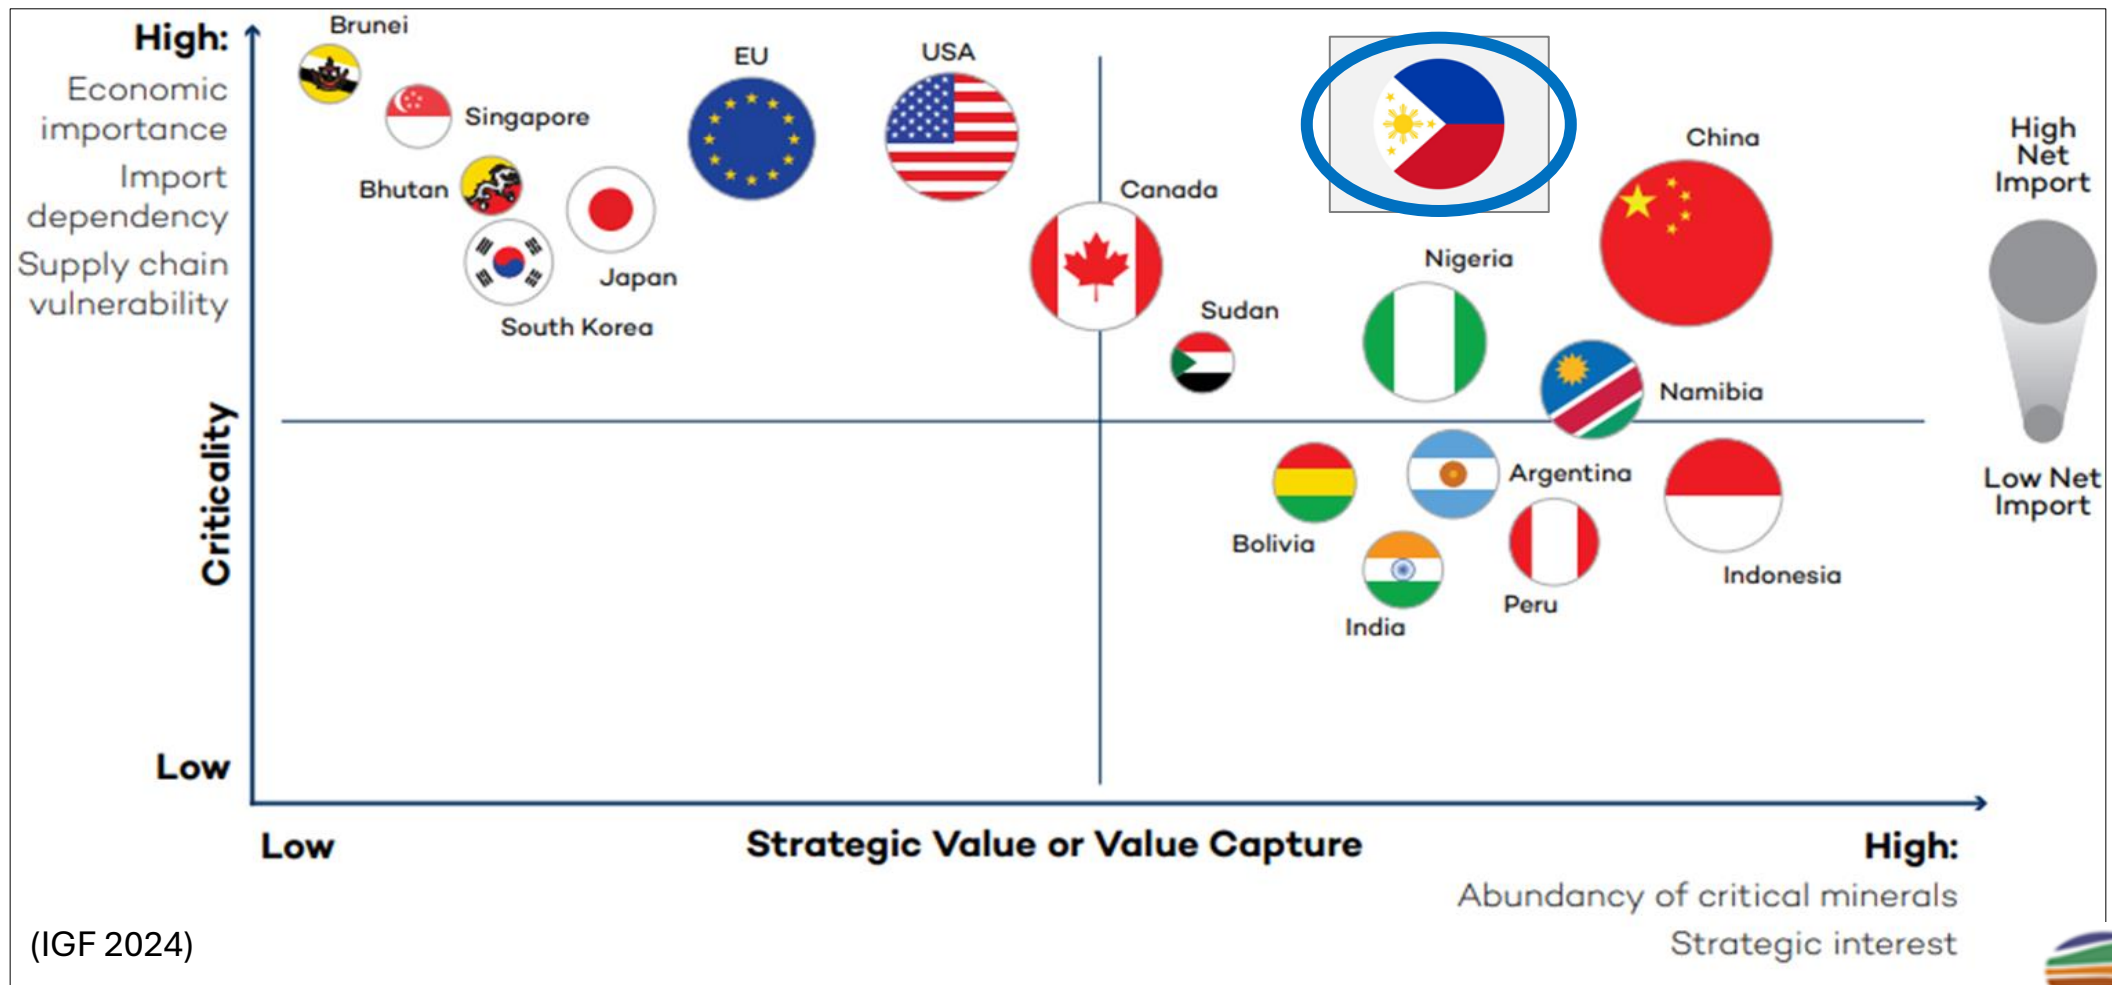 High:
Economic
importance
Import
dependency
Supply chain
vulnerability
Criticality
Low
Brunei
Singapore
Bhutan
South Korea
Japan
EU
USA
Canada
Sudan
Nigeria
China
Namibia
Bolivia
Argentina
India
Peru
Indonesia
High
Net
Import
Low Net
Import
Low
Strategic Value or Value Capture
High:
Abundancy of critical minerals
Strategic interest
(IGF 2024)